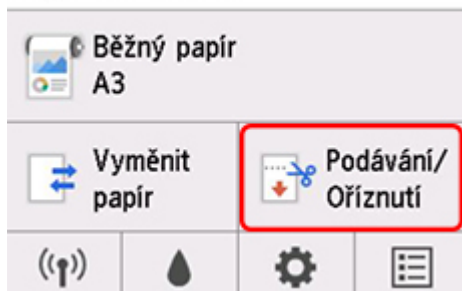 Běžný papír
A3
Vyměnit
papír
Podávání/
Oříznutí